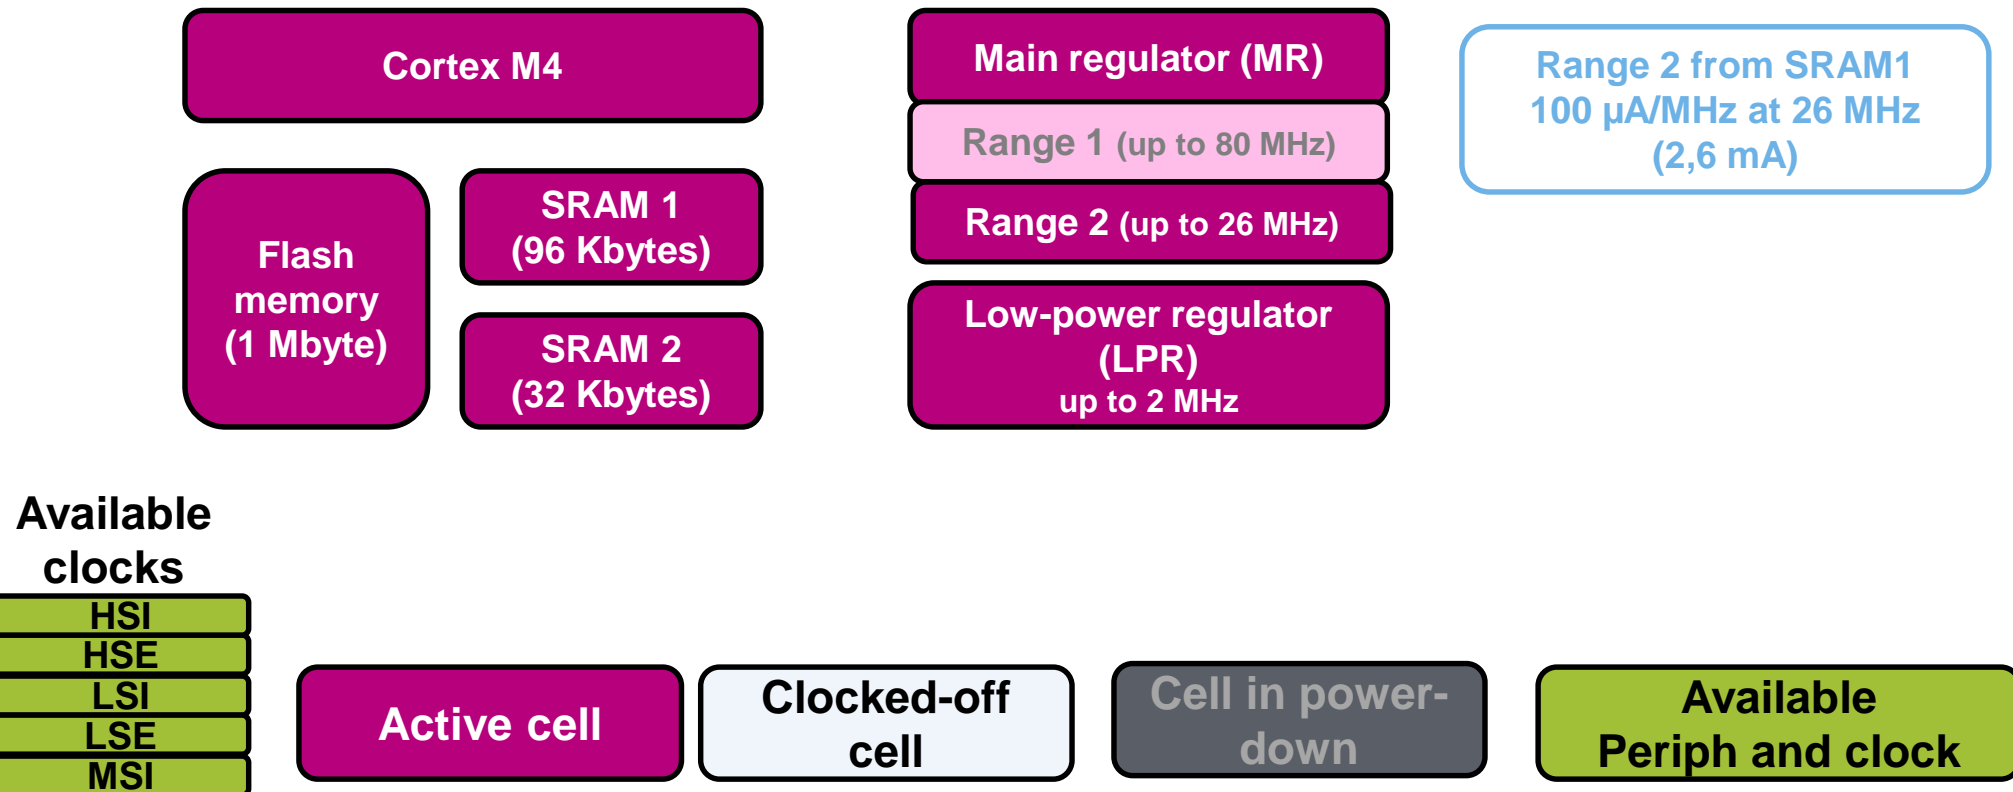 Cortex M4
Flash
memory
(1 Mbyte)
SRAM 1
(96 Kbytes)
SRAM 2
(32 Kbytes)
Main regulator (MR)
Range 1 (up to 80 MHz)
Range 2 (up to 26 MHz)
Low-power regulator
(LPR)
up to 2 MHz
Range 2 from SRAM1
100 µA/MHz at 26 MHz
(2,6 mA)
Available
clocks
HSI
HSE
LSI
LSE
MSI
Active cell
Clocked-off
cell
Cell in power-
down
Available
Periph and clock